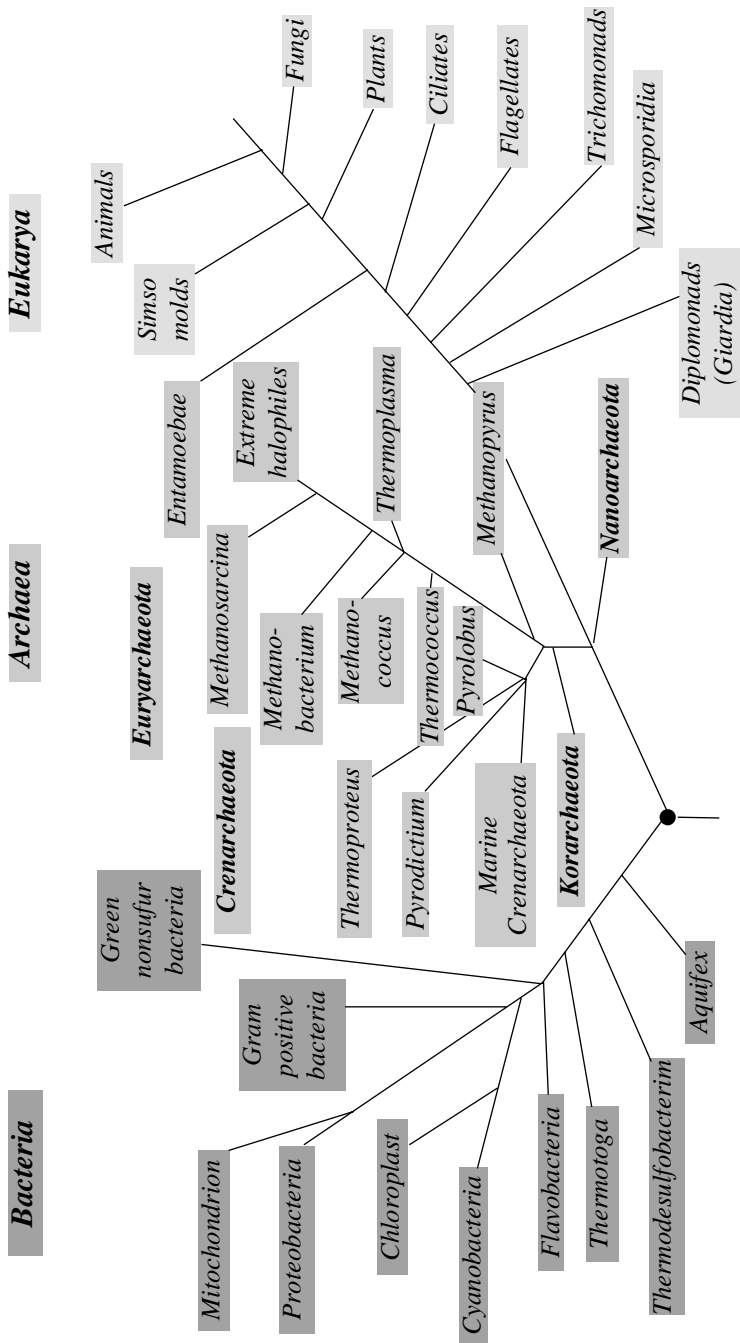 Bacteria
Archaea
Eukarya
Green
nonsufur
bacteria
Mitochondrion
Gram
positive
bacteria
Proteobacteria
Chloroplast
Cyanobacteria
Flavobacteria
Thermotoga
Thermodesulfobacterim
Aquifex
Euryarchaeota
Crenarchaeota
Methanosarcina
Methano-
bacterium
Methano-
coccus
Thermococcus
Thermoproteus
Pyrodictium
Pyrolobus
Marine
Crenarchaeota
Korarchaeota
Extreme
halophiles
Thermoplasma
Methanopyrus
Nanoarchaeota
Entamoebae
Simso
molds
Animals
Fungi
Plants
Ciliates
Flagellates
Trichomonads
Microsporidia
Diplomonads
(Giardia)